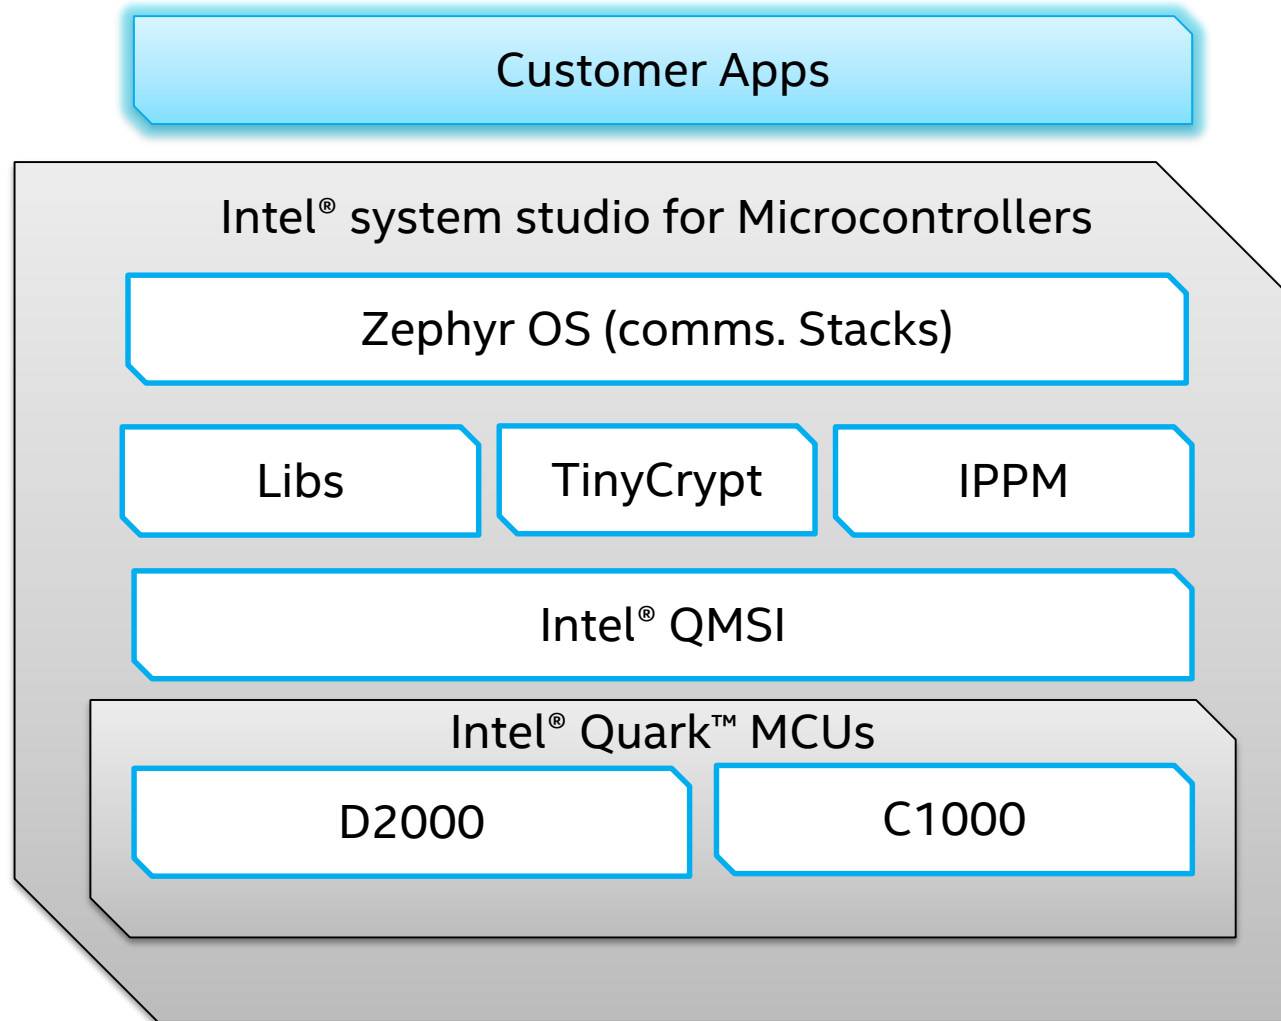 Customer Apps
Intel® system studio for Microcontrollers
Zephyr OS (comms. Stacks)
Libs
TinyCrypt
IPPM
Intel® QMSI
Intel® Quark™ MCUs
D2000
C1000